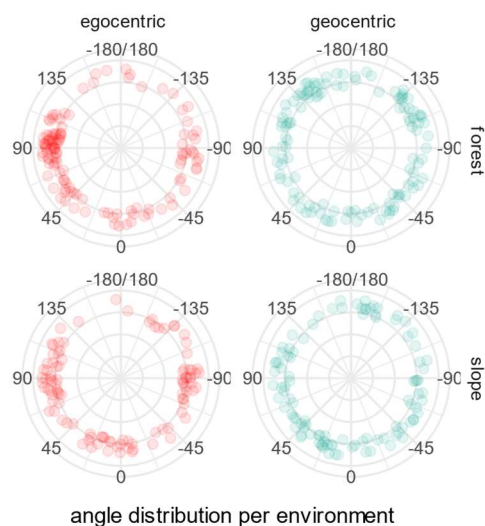 egocentric geocentric
-180/180 -180/180
135 -135 135 -135
90 -90 90 -90 forest
45 -45 45 -45
0 0
-180/180 -180/180
135 -135 135 -135
90 -90 90 -90 slope
45 -45 45 -45
0 0
angle distribution per environment